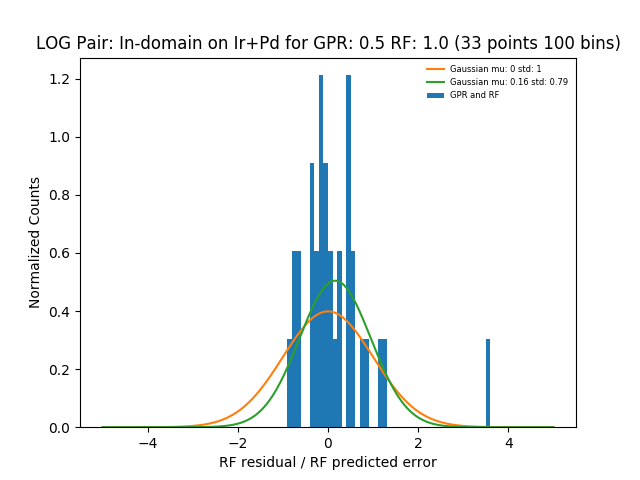 LOG Pair: In-domain on Ir+Pd for GPR: 0.5 RF: 1.0 (33 points 100 bins)
Gaussian mu: 0 std: 1
Gaussian mu: 0.16 std: 0.79
GPR and RF
Normalized Counts
1.2
1.0
0.8
0.6
0.4
0.2
0.0
−4 −2 0 2 4
RF residual / RF predicted error